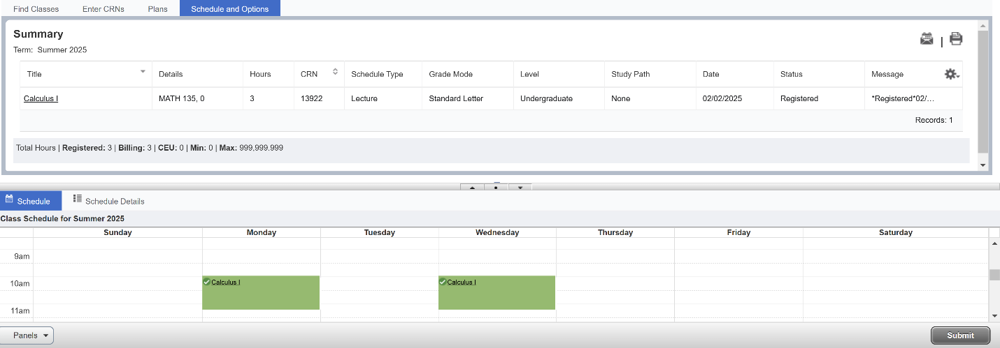 Find Classes Enter CRNs Plans Schedule and Options
Summary
Term: Summer 2025
Title Details Hours CRN Schedule Type Grade Mode Level Study Path Date Status Message
Calculus I MATH 135, 0 3 13922 Lecture Standard Letter Undergraduate None 02/02/2025 Registered *Registered*02/...
Records: 1
Total Hours | Registered: 3 | Billing: 3 | CEU: 0 | Min: 0 | Max: 999,999.999
Schedule Schedule Details
Class Schedule for Summer 2025
Sunday Monday Tuesday Wednesday Thursday Friday Saturday
9am
10am Calculus I Calculus I
11am
Panels Submit